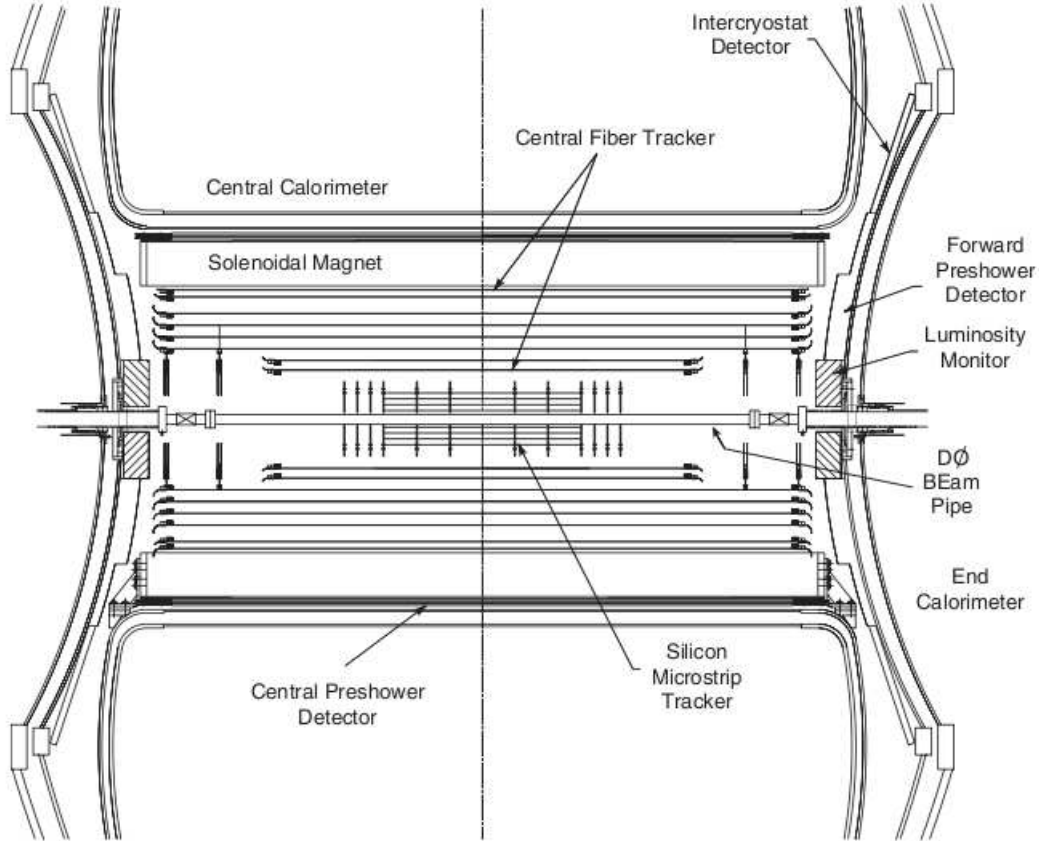 Intercryostat
Detector
Central Fiber Tracker
Central Calorimeter
Solenoidal Magnet
Forward
Preshower
Detector
Luminosity
Monitor
DØ
BEam
Pipe
End
Calorimeter
Silicon
Microstrip
Tracker
Central Preshower
Detector